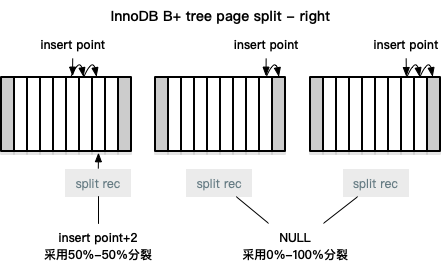 InnoDB B+ tree page split - right
insert point
insert point
insert point
split rec
split rec
split rec
insert point+2
采用50%-50%分裂
NULL
采用0%-100%分裂